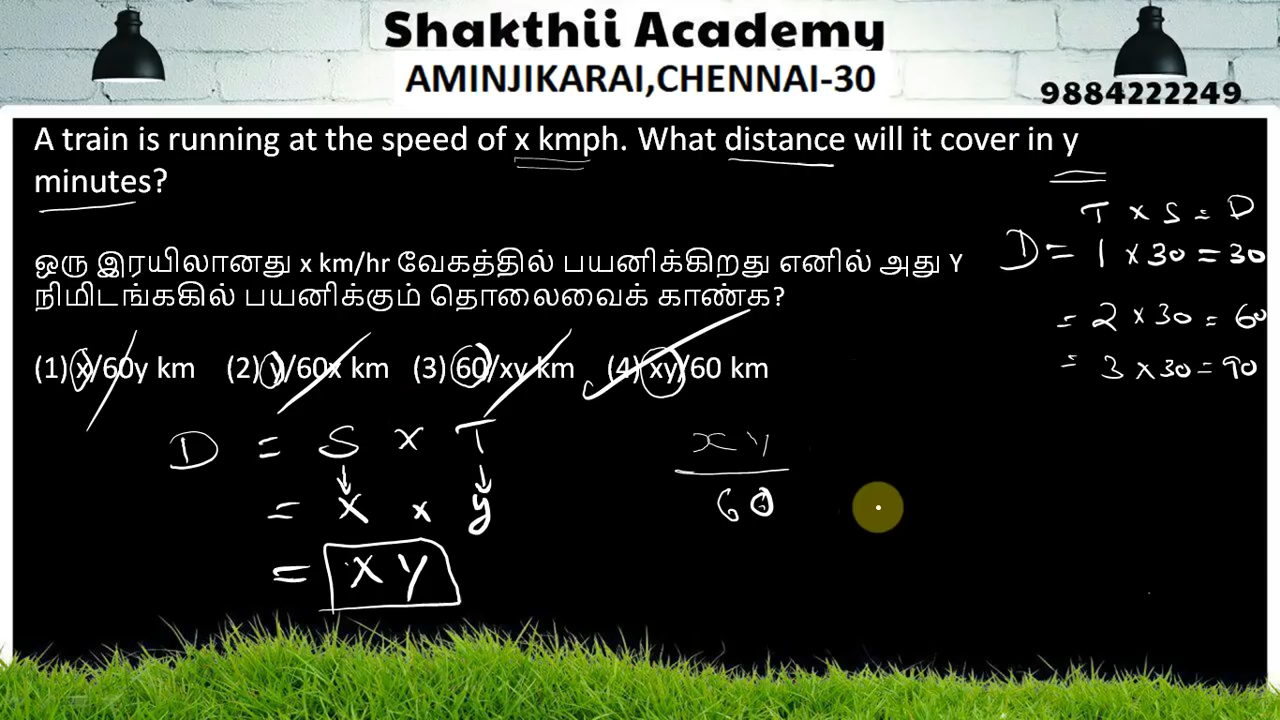 Shakthii Academy
AMINJIKARAI,CHENNAI-30
9884222249
A train is running at the speed of x kmph. What distance will it cover in y
minutes?
ஒரு இரயிலானது x km/hr வேகத்தில் பயணிக்கிறது எனில் அது Y
நிமிடங்ககில் பயணிக்கும் தொலைவைக் காண்க?
(1) x/60y km (2) y/60x km (3) 60/xy km (4) xy/60 km
T × S = D
D = 1 × 30 = 30
= 2 × 30 = 60
= 3 × 30 = 90
D = S × T
= x × y
= xy
xy
60